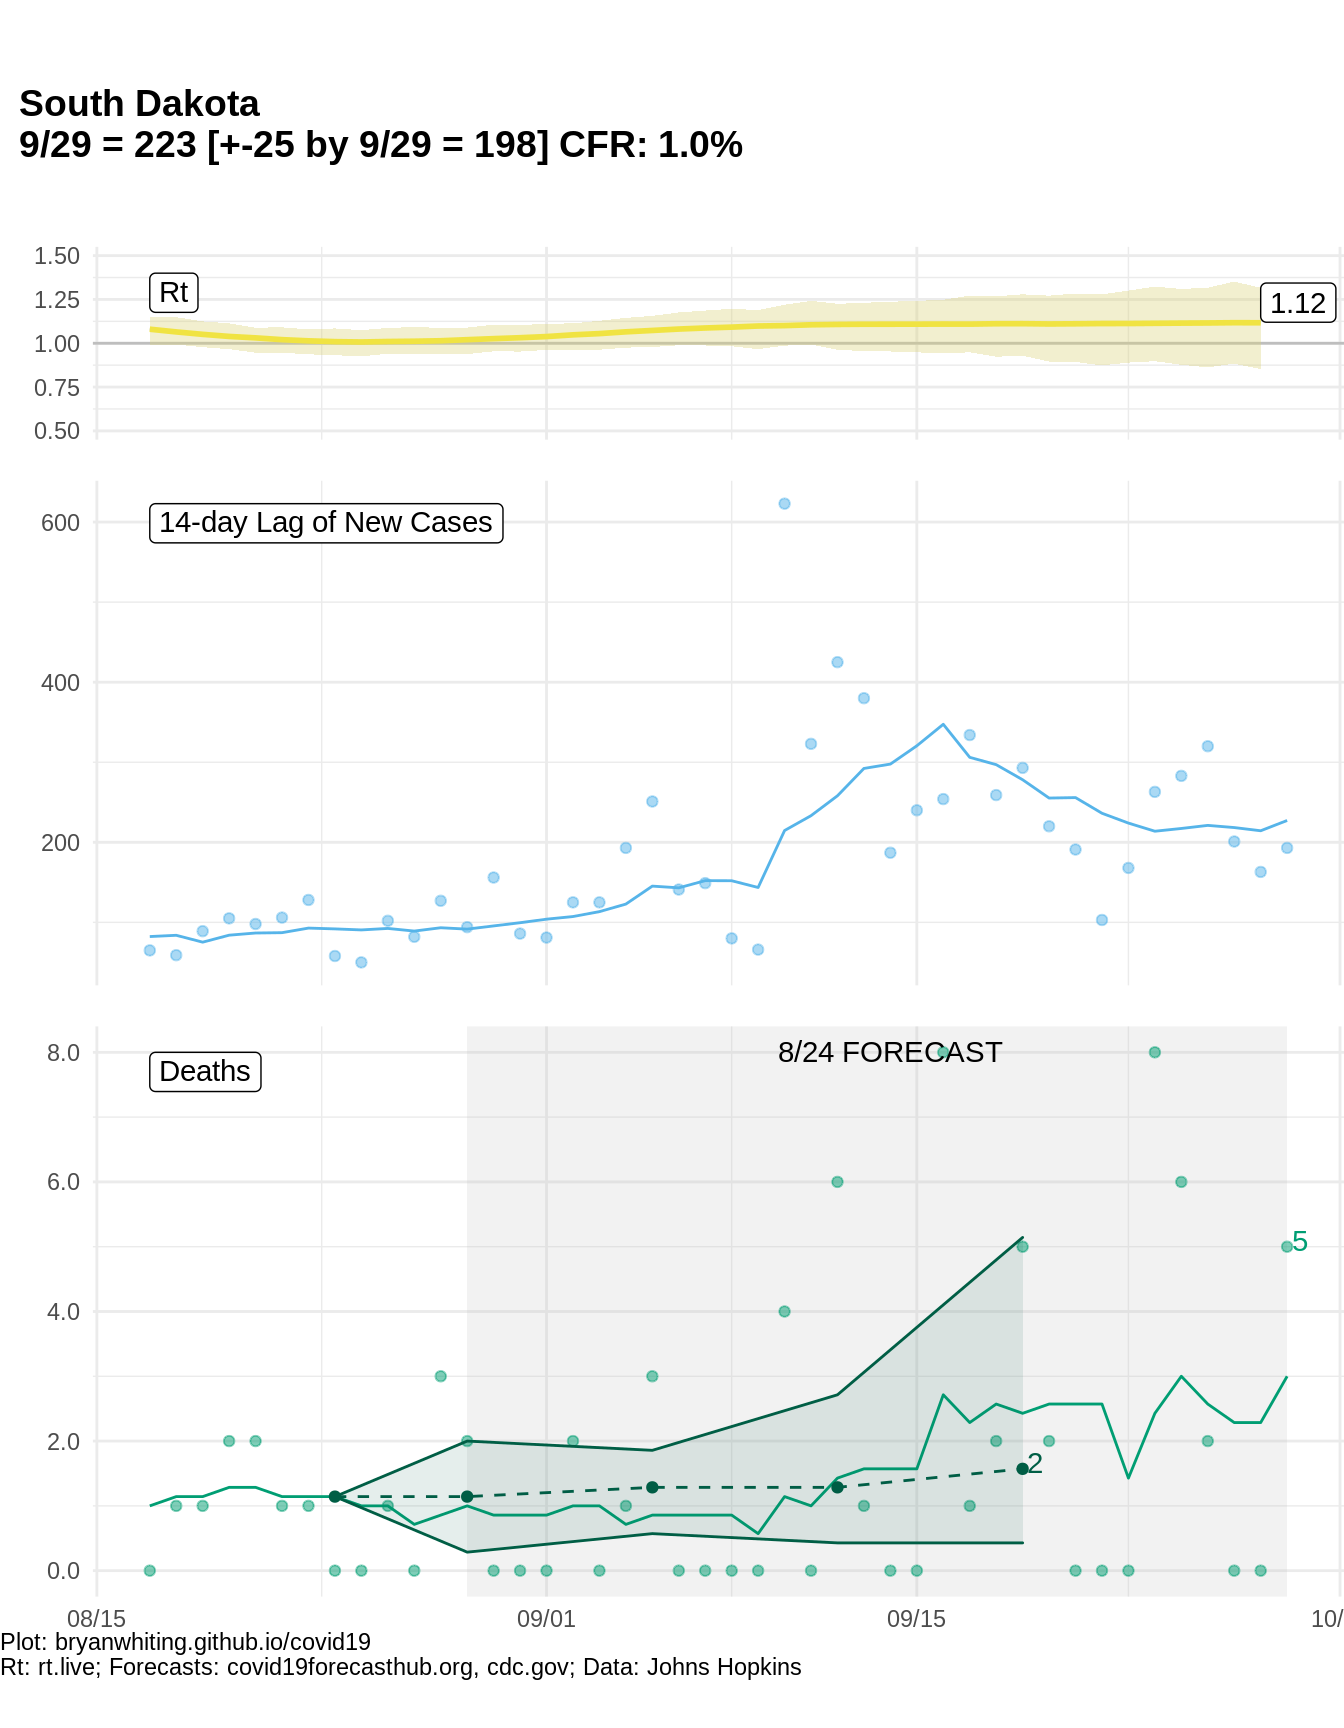 South Dakota
9/29 = 223 [+-25 by 9/29 = 198] CFR: 1.0%
1.50
1.25
1.00
0.75
0.50
Rt
1.12
600
400
200
14-day Lag of New Cases
8.0
6.0
4.0
2.0
0.0
Deaths
8/24 FORECAST
5
2
08/15
09/01
09/15
10/
Plot: bryanwhiting.github.io/covid19
Rt: rt.live; Forecasts: covid19forecasthub.org, cdc.gov; Data: Johns Hopkins